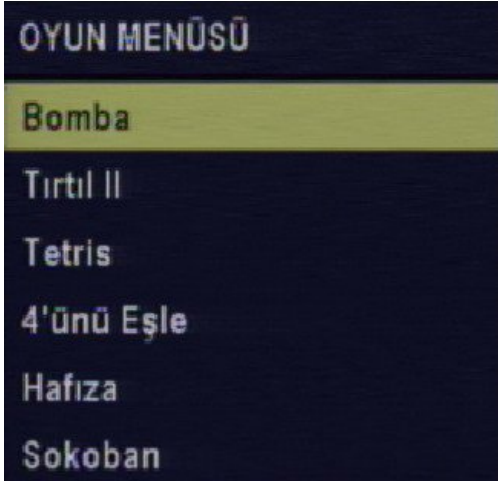 OYUN MENÜSÜ
Bomba
Tırtıl II
Tetris
4'ünü Eşle
Hafıza
Sokoban